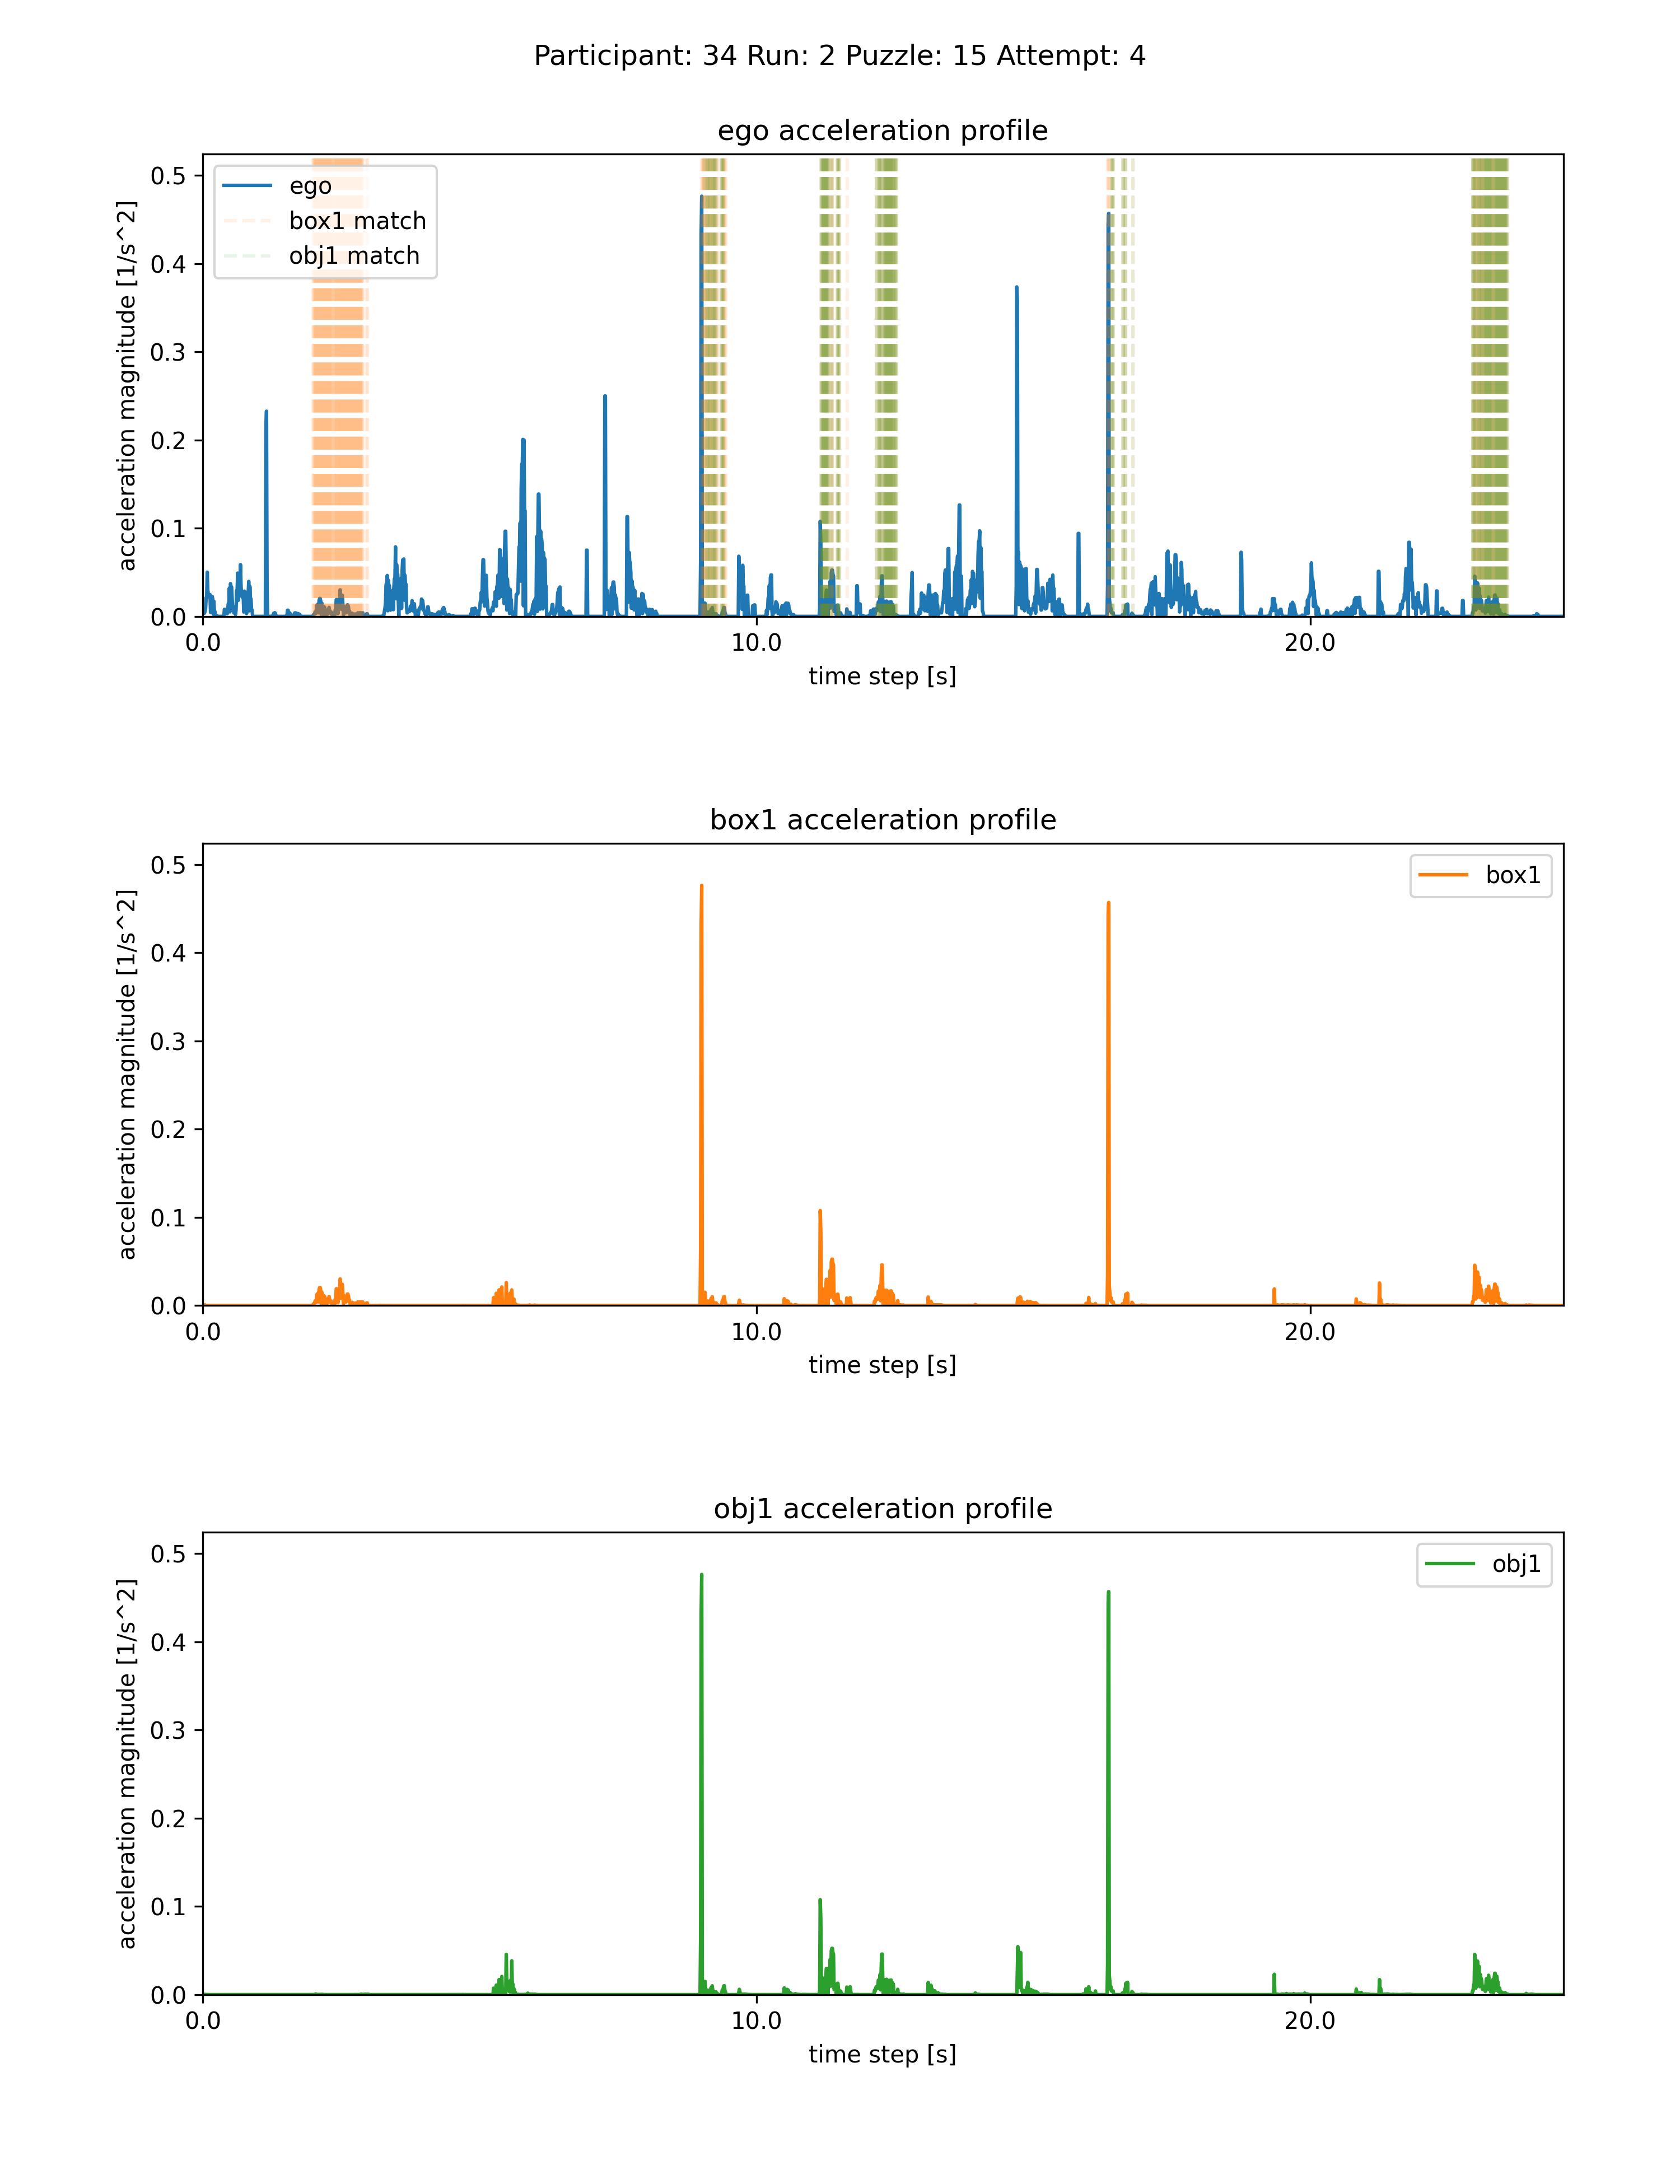 Participant: 34 Run: 2 Puzzle: 15 Attempt: 4
ego acceleration profile
acceleration magnitude [1/s^2]
0.5
0.4
0.3
0.2
0.1
0.0
ego
box1 match
obj1 match
0.0 10.0 20.0
time step [s]
box1 acceleration profile
acceleration magnitude [1/s^2]
0.5
0.4
0.3
0.2
0.1
0.0
box1
0.0 10.0 20.0
time step [s]
obj1 acceleration profile
acceleration magnitude [1/s^2]
0.5
0.4
0.3
0.2
0.1
0.0
obj1
0.0 10.0 20.0
time step [s]